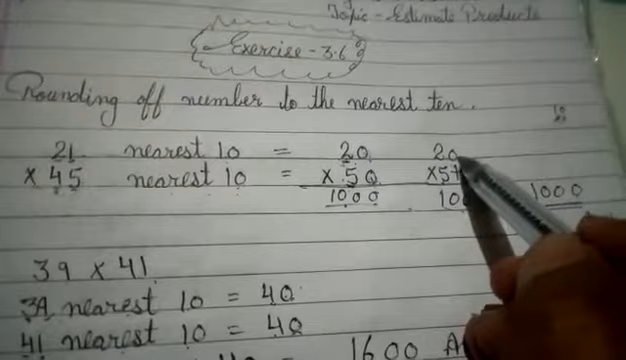 Topic - Estimate Products
Exercise - 3.6
Rounding off number to the nearest ten.
21 nearest 10 = 20 20
x 45 nearest 10 = x 50 x5
1000 10 1000
39 x 41
39 nearest 10 = 40
41 nearest 10 = 40
1600